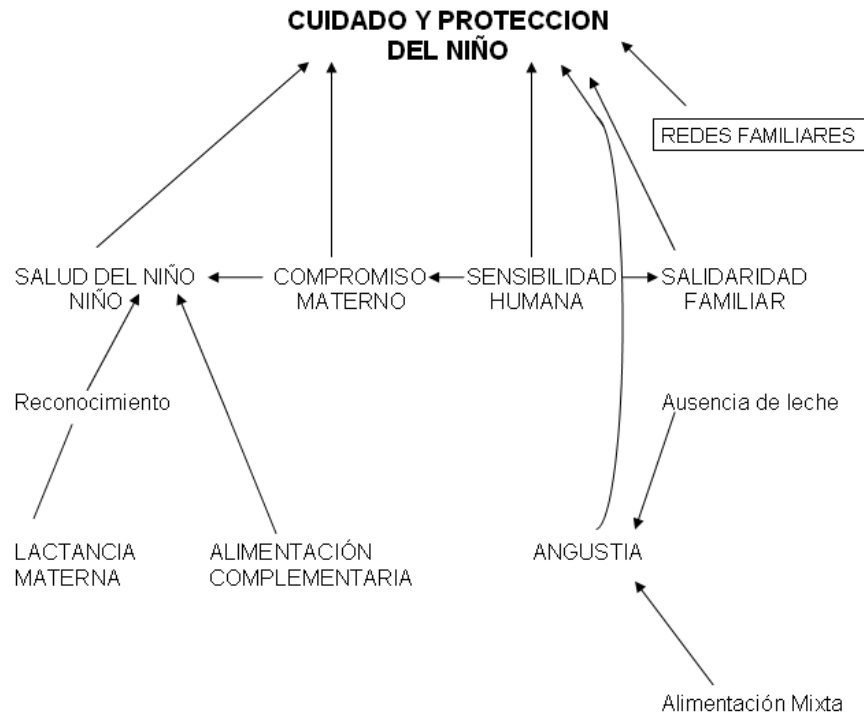 CUIDADO Y PROTECCION
DEL NIÑO
REDES FAMILIARES
SALUD DEL NIÑO
NIÑO
COMPROMISO
MATERNO
SENSIBILIDAD
HUMANA
SALIDARIDAD
FAMILIAR
Reconocimiento
Ausencia de leche
LACTANCIA
MATERNA
ALIMENTACIÓN
COMPLEMENTARIA
ANGUSTIA
Alimentación Mixta